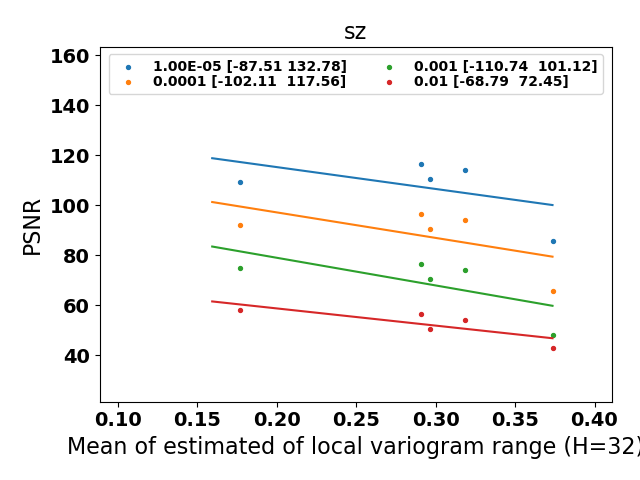 sz
1.00E-05 [-87.51 132.78]
0.0001 [-102.11  117.56]
0.001 [-110.74  101.12]
0.01 [-68.79  72.45]
PSNR
160
140
120
100
80
60
40
0.10 0.15 0.20 0.25 0.30 0.35 0.40
Mean of estimated of local variogram range (H=32)